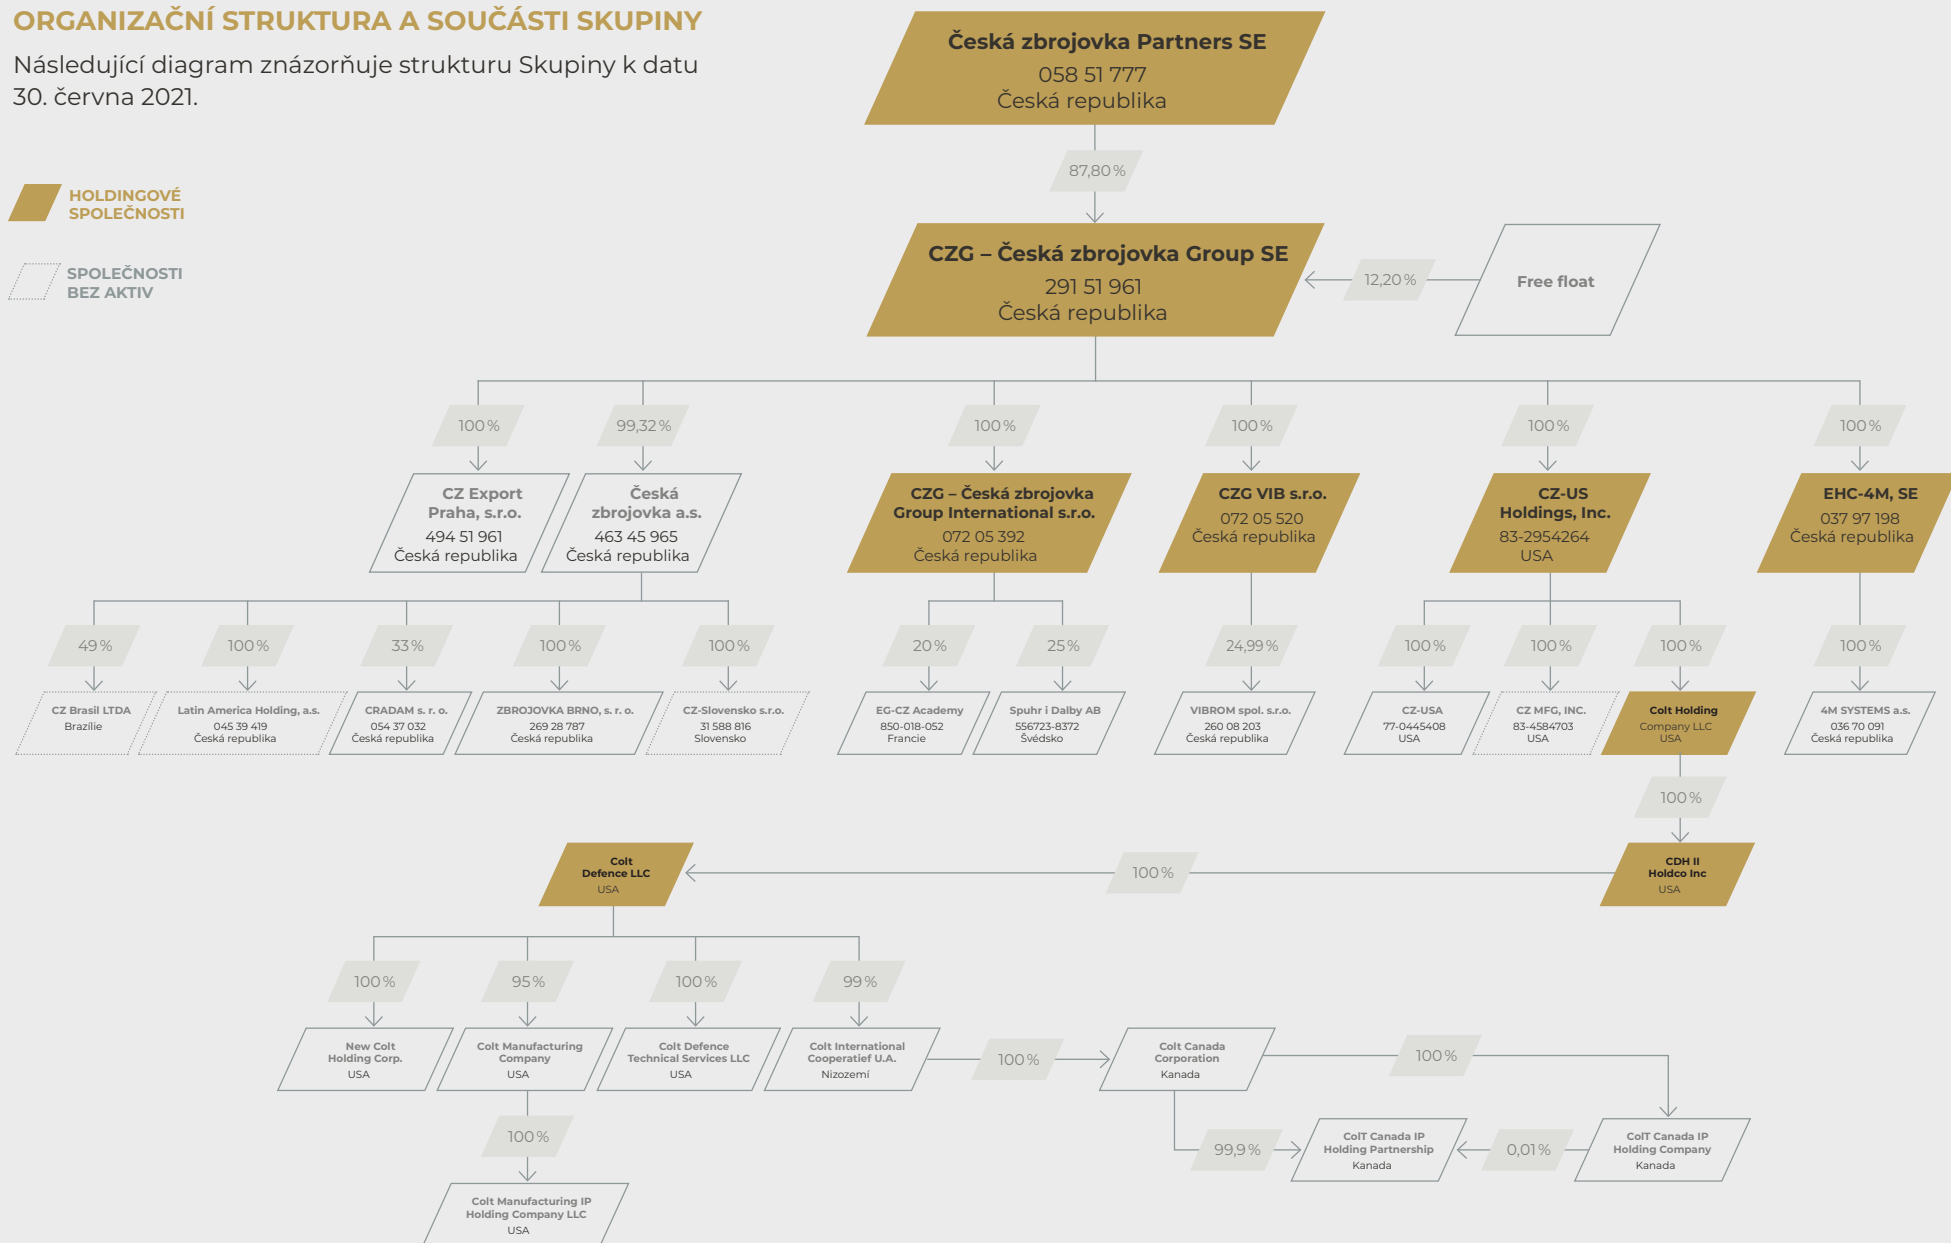 ORGANIZAČNÍ STRUKTURA A SOUČÁSTI SKUPINY
Následující diagram znázorňuje strukturu Skupiny k datu
30. června 2021.
HOLDINGOVÉ
SPOLEČNOSTI
SPOLEČNOSTI
BEZ AKTIV
Česká zbrojovka Partners SE
058 51 777
Česká republika
87,80 %
CZG – Česká zbrojovka Group SE
291 51 961
Česká republika
12,20 %
Free float
100 %
99,32 %
100 %
100 %
100 %
100 %
CZ Export
Praha, s.r.o.
494 51 961
Česká republika
Česká
zbrojovka a.s.
463 45 965
Česká republika
CZG – Česká zbrojovka
Group International s.r.o.
072 05 392
Česká republika
CZG VIB s.r.o.
072 05 520
Česká republika
CZ-US
Holdings, Inc.
83-2954264
USA
EHC-4M, SE
037 97 198
Česká republika
49 %
100 %
33 %
100 %
100 %
20 %
25 %
24,99 %
100 %
100 %
100 %
100 %
CZ Brasil LTDA
Brazílie
Latin America Holding, a.s.
045 39 419
Česká republika
CRADAM s. r. o.
054 37 032
Česká republika
ZBROJOVKA BRNO, s. r. o.
269 28 787
Česká republika
CZ-Slovensko s.r.o.
31 588 816
Slovensko
EG-CZ Academy
850-018-052
Francie
Spuhr i Dalby AB
556723-8372
Švédsko
VIBROM spol. s.r.o.
260 08 203
Česká republika
CZ-USA
77-0445408
USA
CZ MFG, INC.
83-4584703
USA
Colt Holding
Company LLC
USA
4M SYSTEMS a.s.
036 70 091
Česká republika
100 %
Colt
Defence LLC
USA
100 %
CDH II
Holdco Inc
USA
100 %
95 %
100 %
99 %
New Colt
Holding Corp.
USA
Colt Manufacturing
Company
USA
Colt Defence
Technical Services LLC
USA
Colt International
Cooperatief U.A.
Nizozemí
100 %
Colt Canada
Corporation
Kanada
100 %
100 %
99,9 %
ColT Canada IP
Holding Partnership
Kanada
0,01 %
ColT Canada IP
Holding Company
Kanada
Colt Manufacturing IP
Holding Company LLC
USA